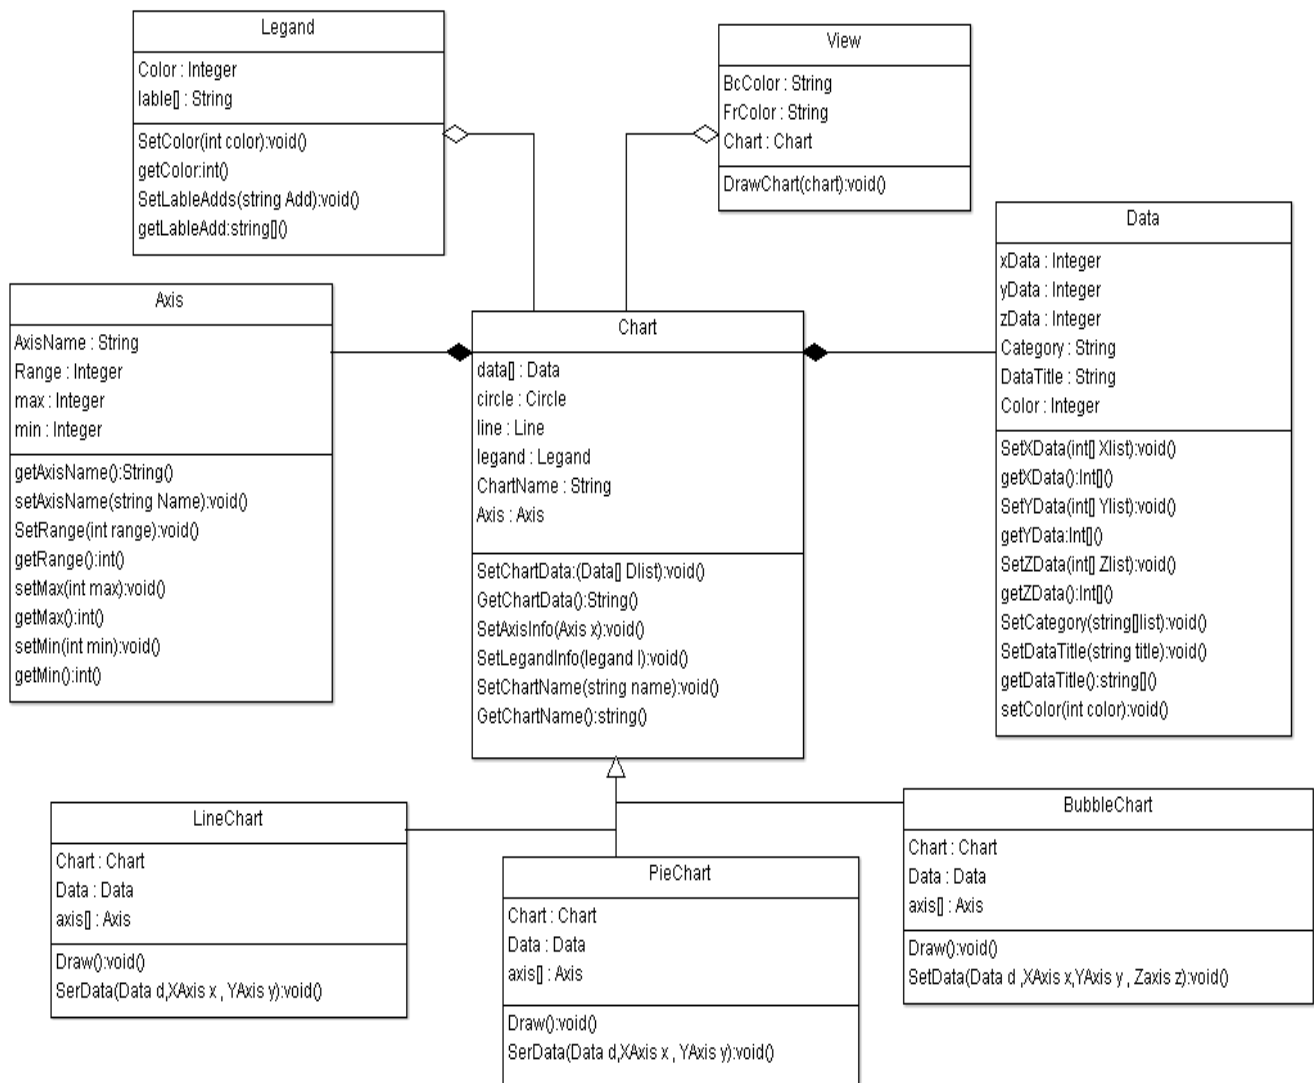 Legand
Color : Integer
lable[] : String
SetColor(int color):void()
getColor:int()
SetLableAdds(string Add):void()
getLableAdd:string[]()
View
BcColor : String
FrColor : String
Chart : Chart
DrawChart(chart):void()
Data
xData : Integer
yData : Integer
zData : Integer
Category : String
DataTitle : String
Color : Integer
SetXData(int[] Xlist):void()
getXData():Int[]()
SetYData(int[] Ylist):void()
getYData:Int[]()
SetZData(int[] Zlist):void()
getZData():Int[]()
SetCategory(string[]list):void()
SetDataTitle(string title):void()
getDataTitle():string[]()
setColor(int color):void()
Axis
AxisName : String
Range : Integer
max : Integer
min : Integer
getAxisName():String()
setAxisName(string Name):void()
SetRange(int range):void()
getRange():int()
setMax(int max):void()
getMax():int()
setMin(int min):void()
getMin():int()
Chart
data[] : Data
circle : Circle
line : Line
legand : Legand
ChartName : String
Axis : Axis
SetChartData:(Data[] Dlist):void()
GetChartData():String()
SetAxisInfo(Axis x):void()
SetLegandInfo(legand l):void()
SetChartName(string name):void()
GetChartName():string()
LineChart
Chart : Chart
Data : Data
axis[] : Axis
Draw():void()
SerData(Data d,XAxis x , YAxis y):void()
PieChart
Chart : Chart
Data : Data
axis[] : Axis
Draw():void()
SerData(Data d,XAxis x , YAxis y):void()
BubbleChart
Chart : Chart
Data : Data
axis[] : Axis
Draw():void()
SetData(Data d ,XAxis x,YAxis y , Zaxis z):void()